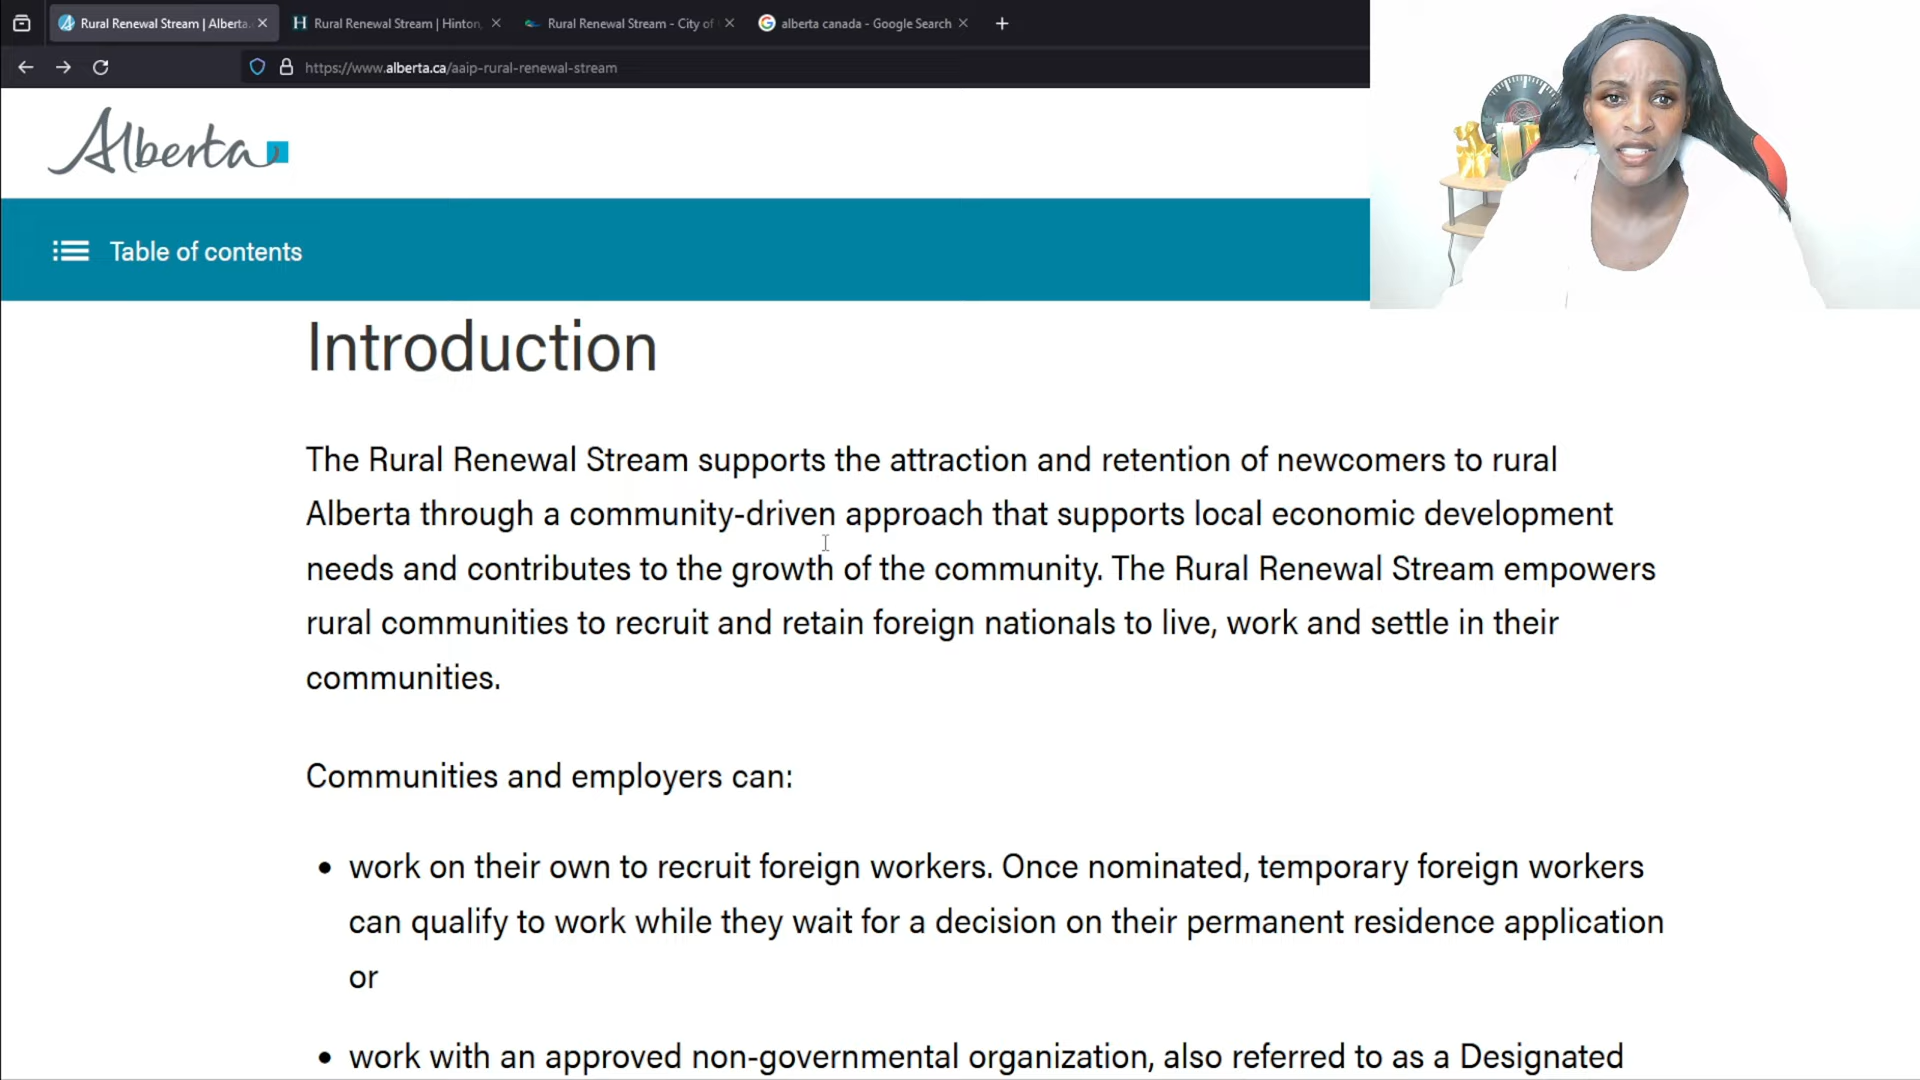 Rural Renewal Stream | Alberta.
Rural Renewal Stream | Hinton,
Rural Renewal Stream - City of
alberta canada - Google Search
https://www.alberta.ca/aaip-rural-renewal-stream
Alberta
Table of contents
Introduction
The Rural Renewal Stream supports the attraction and retention of newcomers to rural
Alberta through a community-driven approach that supports local economic development
needs and contributes to the growth of the community. The Rural Renewal Stream empowers
rural communities to recruit and retain foreign nationals to live, work and settle in their
communities.
Communities and employers can:
• work on their own to recruit foreign workers. Once nominated, temporary foreign workers
can qualify to work while they wait for a decision on their permanent residence application
or
• work with an approved non-governmental organization, also referred to as a Designated